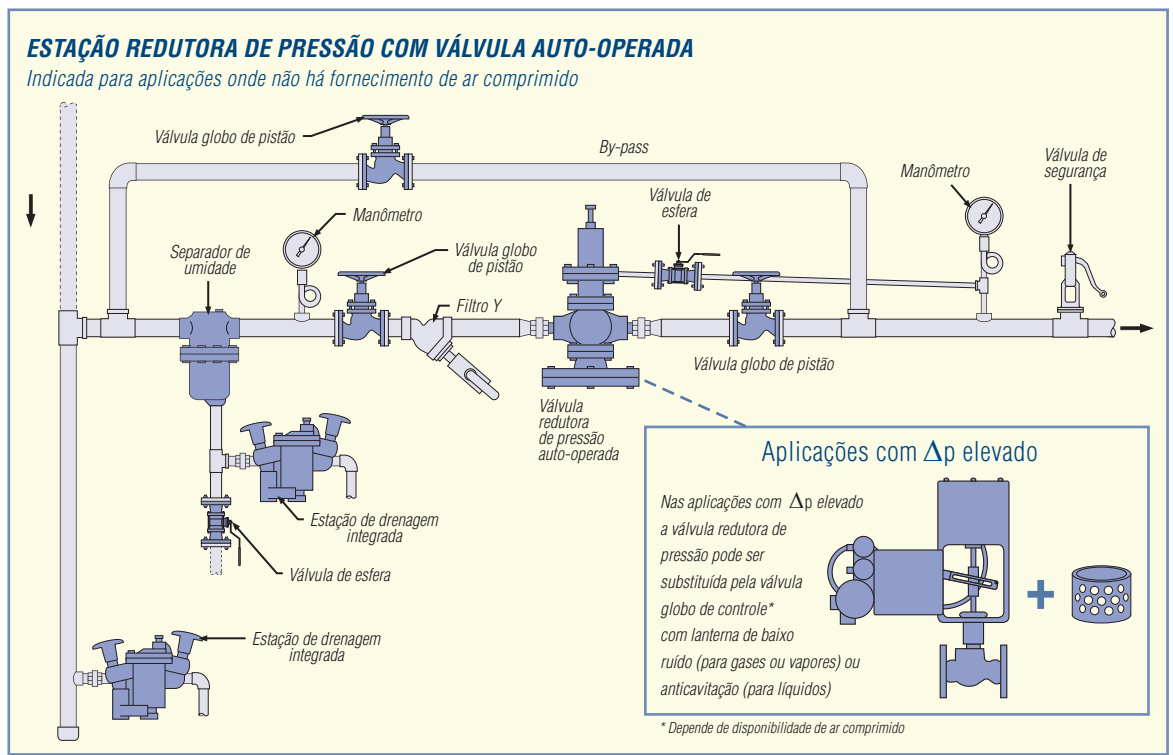 ESTAÇÃO REDUTORA DE PRESSÃO COM VÁLVULA AUTO-OPERADA
Indicada para aplicações onde não há fornecimento de ar comprimido
Válvula globo de pistão
By-pass
Válvula de
segurança
Manômetro
Válvula de
esfera
Manômetro
Separador de
umidade
Válvula globo
de pistão
Filtro Y
Válvula globo de pistão
Válvula
redutora
de pressão
auto-operada
Estação de drenagem
integrada
Válvula de esfera
Estação de drenagem
integrada
Aplicações com Δp elevado
Nas aplicações com Δp elevado
a válvula redutora de
pressão pode ser
substituída pela válvula
globo de controle*
com lanterna de baixo
ruído (para gases ou vapores) ou
anticavitação (para líquidos)
* Depende de disponibilidade de ar comprimido